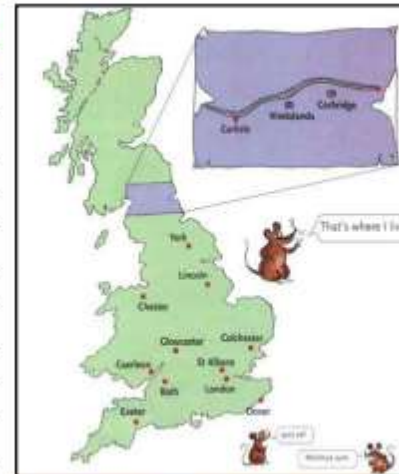 Carlisle
Vindolanda
Corbridge
That's where I live
York
Lincoln
Chester
Gloucester
Colchester
Caerleon
St Albans
Bath
London
Exeter
Dover